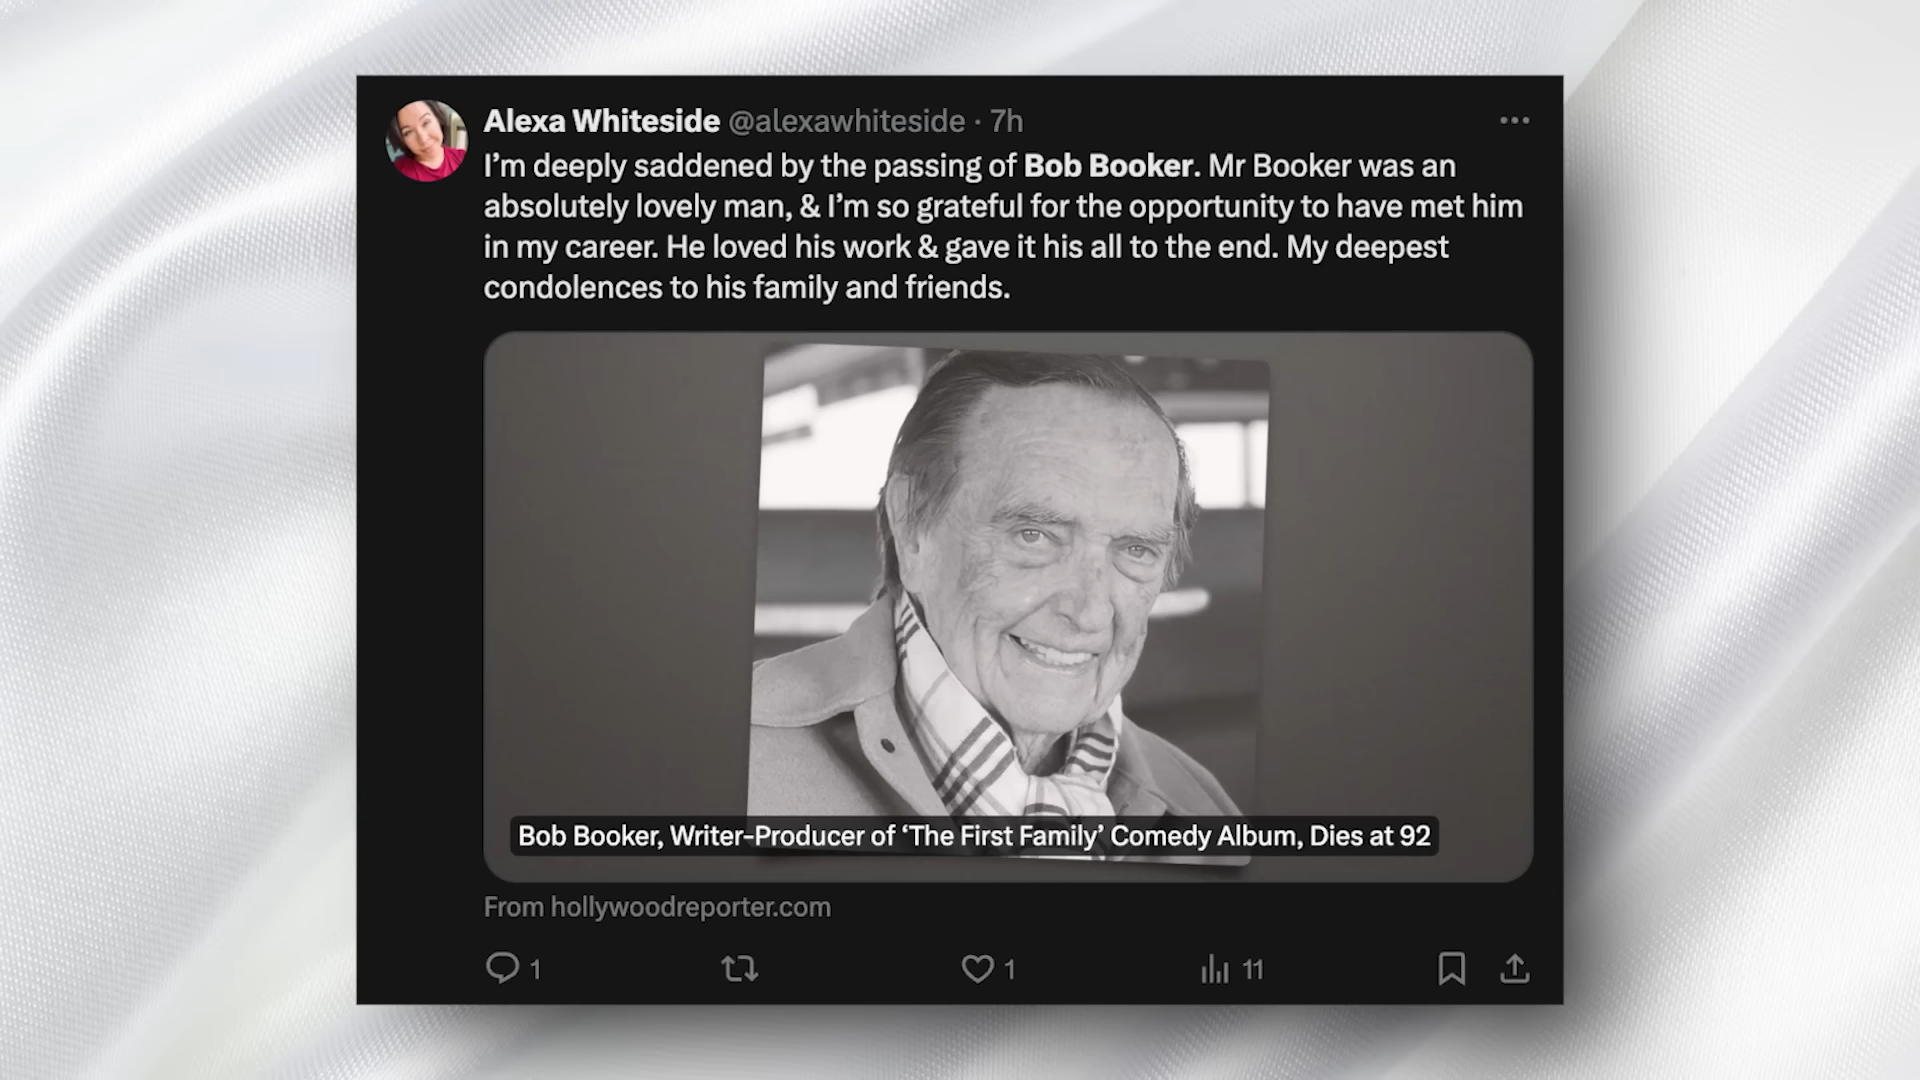 Alexa Whiteside @alexawhiteside · 7h
I’m deeply saddened by the passing of Bob Booker. Mr Booker was an
absolutely lovely man, & I’m so grateful for the opportunity to have met him
in my career. He loved his work & gave it his all to the end. My deepest
condolences to his family and friends.
Bob Booker, Writer-Producer of ‘The First Family’ Comedy Album, Dies at 92
From hollywoodreporter.com
1 1 11